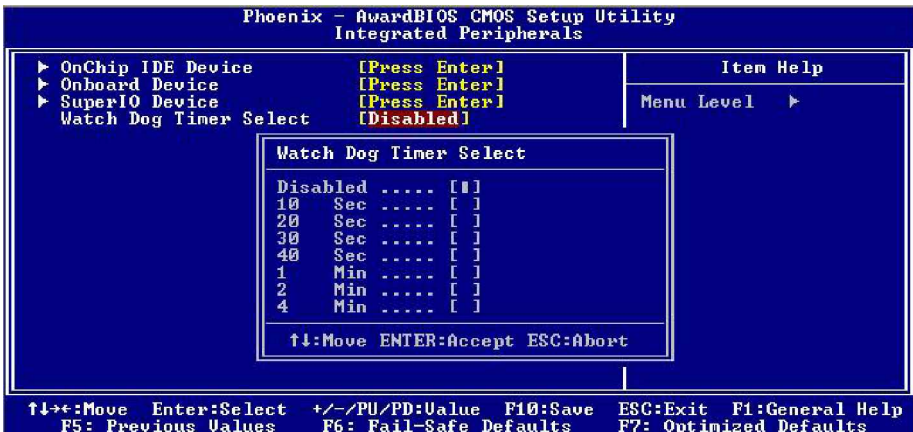 Phoenix - AwardBIOS CMOS Setup Utility
Integrated Peripherals
▶ OnChip IDE Device [Press Enter]
▶ Onboard Device [Press Enter]
▶ SuperIO Device [Press Enter]
Watch Dog Timer Select [Disabled]
Item Help
Menu Level ▶
Watch Dog Timer Select
Disabled ..... [▮]
10 Sec ..... [ ]
20 Sec ..... [ ]
30 Sec ..... [ ]
40 Sec ..... [ ]
1 Min ..... [ ]
2 Min ..... [ ]
4 Min ..... [ ]
↑↓:Move ENTER:Accept ESC:Abort
↑↓→←:Move Enter:Select +/-/PU/PD:Value F10:Save ESC:Exit F1:General Help
F5: Previous Values F6: Fail-Safe Defaults F7: Optimized Defaults